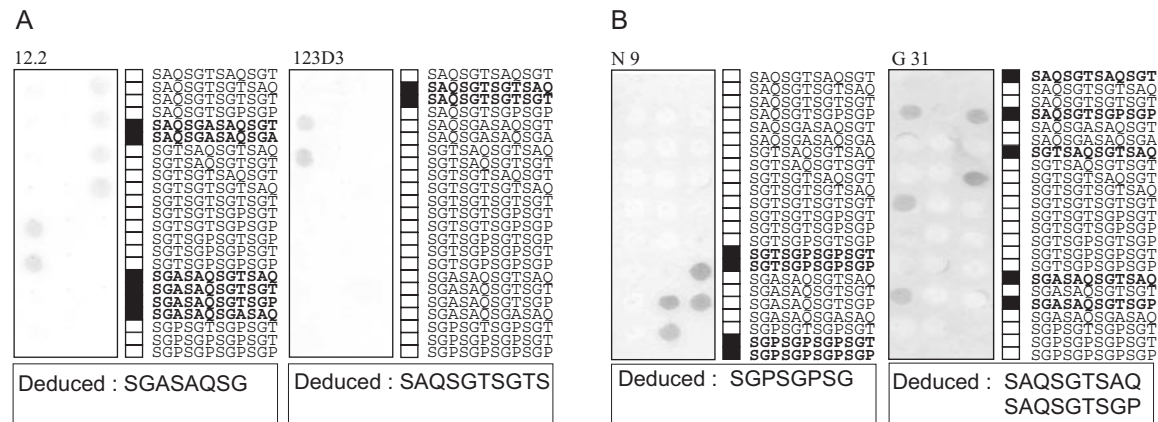 A
12.2
SAQSGTSAQSGT
SAQSGTSGTSAQ
SAQSGTSGTSGT
SAQSGTSGPSGP
SAQSGASAQSGT
SAQSGASAQSGA
SGTSAQSGTSAQ
SGTSAQSGTSGT
SGTSGTSAQSGT
SGTSGTSGTSAQ
SGTSGTSGTSGT
SGTSGTSGPSGP
SGTSGPSGTSGT
SGTSGPSGTSGP
SGTSGPSGPSGT
SGTSGPSGPSGP
SGASAQSGTSAQ
SGASAQSGTSGT
SGASAQSGTSGP
SGASAQSGASAQ
SGPSGTSGPSGT
SGPSGPSGPSGT
SGPSGPSGPSGP
Deduced : SGASAQSG
123D3
SAQSGTSAQSGT
SAQSGTSGTSAQ
SAQSGTSGTSGT
SAQSGTSGPSGP
SAQSGASAQSGT
SAQSGASAQSGA
SGTSAQSGTSAQ
SGTSAQSGTSGT
SGTSGTSAQSGT
SGTSGTSGTSAQ
SGTSGTSGTSGT
SGTSGTSGPSGP
SGTSGPSGTSGT
SGTSGPSGTSGP
SGTSGPSGPSGT
SGTSGPSGPSGP
SGASAQSGTSAQ
SGASAQSGTSGT
SGASAQSGTSGP
SGASAQSGASAQ
SGPSGTSGPSGT
SGPSGPSGPSGT
SGPSGPSGPSGP
Deduced : SAQSGTSGTS
B
N 9
SAQSGTSAQSGT
SAQSGTSGTSAQ
SAQSGTSGTSGT
SAQSGTSGPSGP
SAQSGASAQSGT
SAQSGASAQSGA
SGTSAQSGTSAQ
SGTSAQSGTSGT
SGTSGTSAQSGT
SGTSGTSGTSAQ
SGTSGTSGTSGT
SGTSGTSGPSGP
SGTSGPSGTSGT
SGTSGPSGTSGP
SGTSGPSGPSGT
SGTSGPSGPSGP
SGASAQSGTSAQ
SGASAQSGTSGT
SGASAQSGTSGP
SGASAQSGASAQ
SGPSGTSGPSGT
SGPSGPSGPSGT
SGPSGPSGPSGP
Deduced : SGPSGPSG
G 31
SAQSGTSAQSGT
SAQSGTSGTSAQ
SAQSGTSGTSGT
SAQSGTSGPSGP
SAQSGASAQSGT
SAQSGASAQSGA
SGTSAQSGTSAQ
SGTSAQSGTSGT
SGTSGTSAQSGT
SGTSGTSGTSAQ
SGTSGTSGTSGT
SGTSGTSGPSGP
SGTSGPSGTSGT
SGTSGPSGTSGP
SGTSGPSGPSGT
SGTSGPSGPSGP
SGASAQSGTSAQ
SGASAQSGTSGT
SGASAQSGTSGP
SGASAQSGASAQ
SGPSGTSGPSGT
SGPSGPSGPSGT
SGPSGPSGPSGP
Deduced : SAQSGTSAQ
SAQSGTSGP